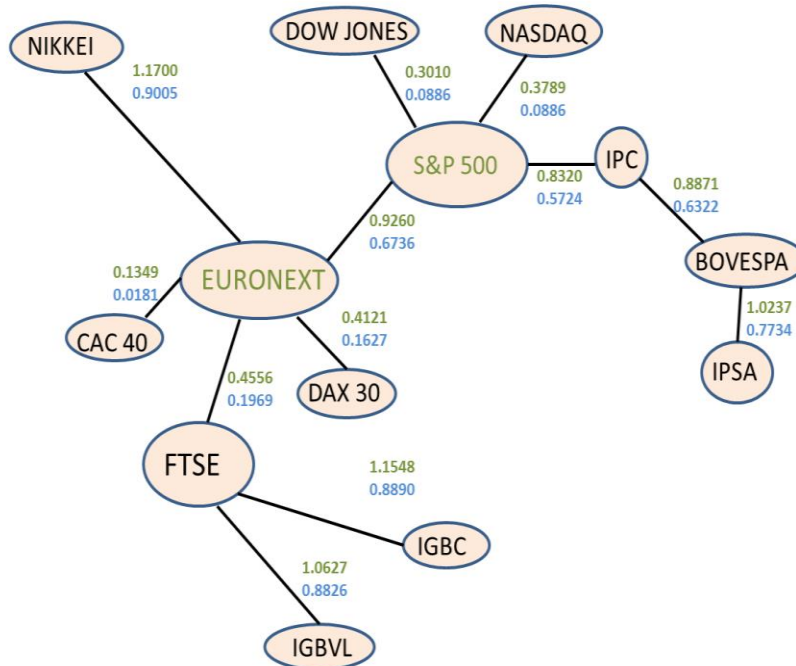 DOW JONES
NASDAQ
NIKKEI
1.1700
0.9005
0.3010
0.0886
0.3789
0.0886
S&P 500
IPC
0.8320
0.5724
0.8871
0.6322
0.9260
0.6736
BOVESPA
EURONEXT
0.1349
0.0181
1.0237
0.7734
CAC 40
0.4121
0.1627
DAX 30
IPSA
0.4556
0.1969
FTSE
1.1548
0.8890
IGBC
1.0627
0.8826
IGBVL